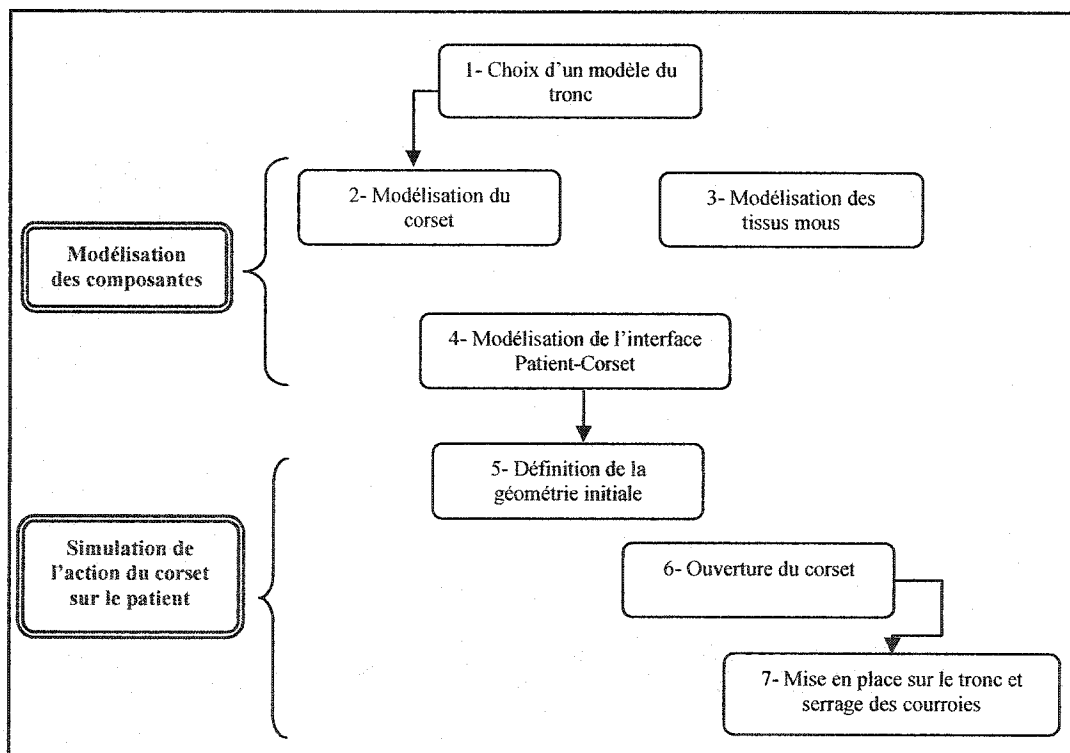 1- Choix d'un modèle du
tronc
2- Modélisation du
corset
3- Modélisation des
tissus mous
Modélisation
des composantes
4- Modélisation de l'interface
Patient-Corset
5- Définition de la
géométrie initiale
Simulation de
l'action du corset
sur le patient
6- Ouverture du corset
7- Mise en place sur le tronc et
serrage des courroies